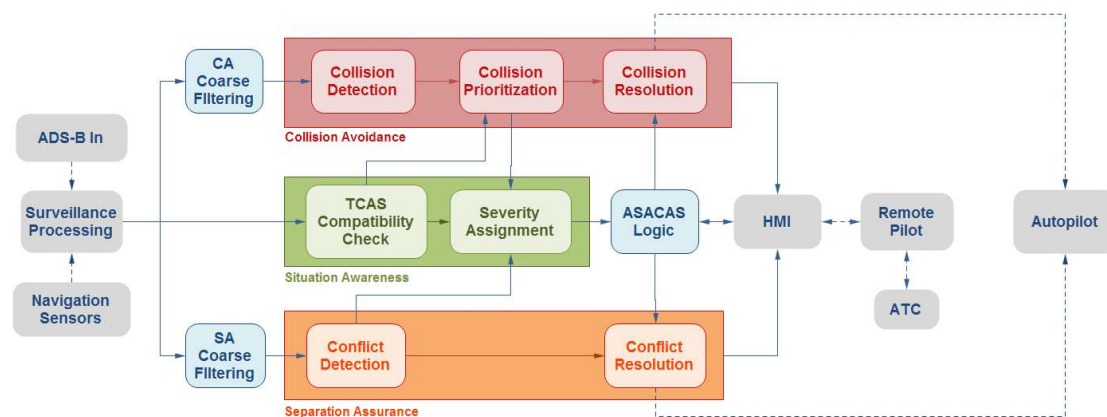 CA
Coarse
FIltering
Collision
Detection
Collision
Prioritization
Collision
Resolution
Collision Avoidance
ADS-B In
Surveillance
Processing
Navigation
Sensors
TCAS
Compatibility
Check
Severity
Assignment
Situation Awareness
ASACAS
Logic
HMI
Remote
Pilot
Autopilot
ATC
SA
Coarse
FIltering
Conflict
Detection
Conflict
Resolution
Separation Assurance